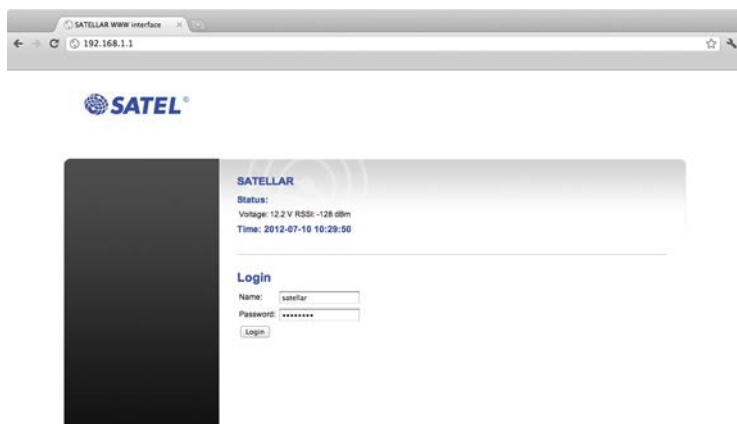 SATELLAR WWW interface
192.168.1.1
SATEL®
SATELLAR
Status:
Voltage: 12.2 V RSSI: -128 dBm
Time: 2012-07-10 10:29:50
Login
Name: satellar
Password: ••••••••
Login